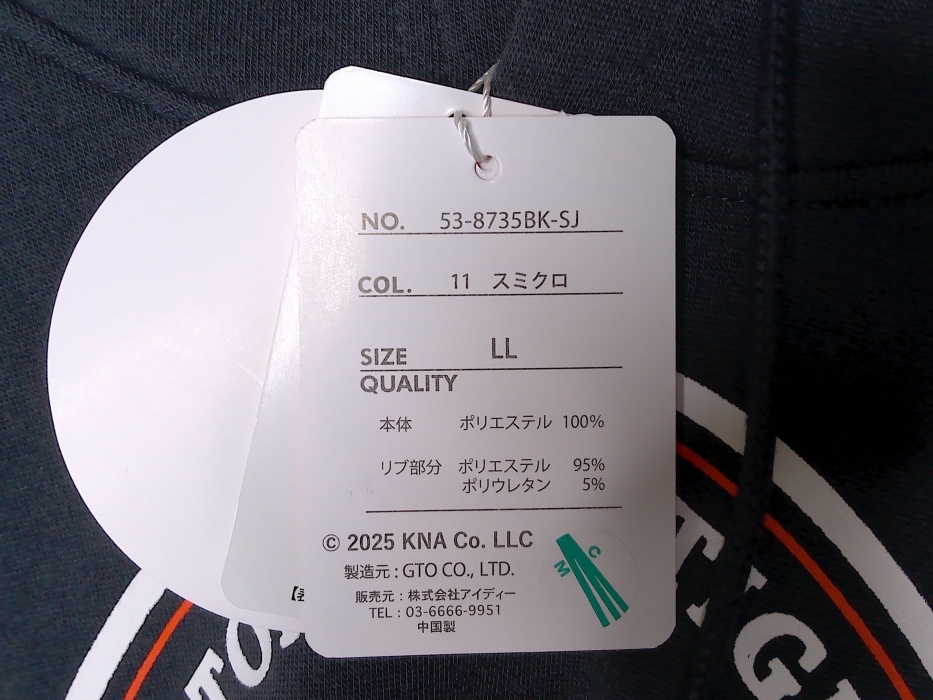 NO. 53-8735BK-SJ
COL. 11 スミクロ
SIZE LL
QUALITY
本体 ポリエステル 100%
リブ部分 ポリエステル 95%
ポリウレタン 5%
© 2025 KNA Co. LLC
製造元 : GTO CO., LTD.
販売元 : 株式会社アイディー
TEL : 03-6666-9951
中国製
M C